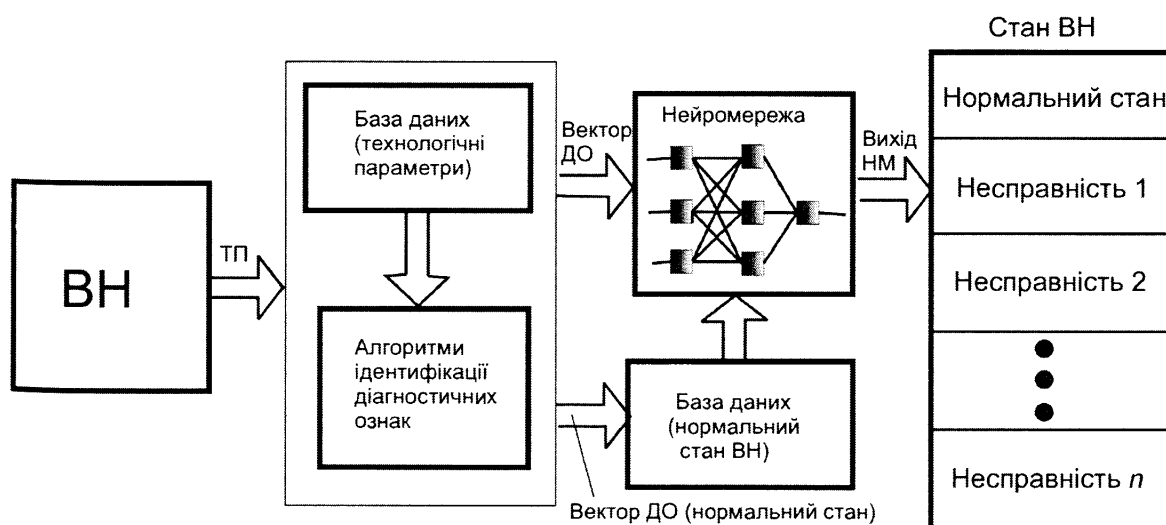 Стан ВН
База даних
(технологічні
параметри)
Вектор
ДО
Нейромережа
Вихід
НМ
Нормальний стан
Несправність 1
ВН
ТП
Несправність 2
Алгоритми
ідентифікації
діагностичних
ознак
База даних
(нормальний
стан ВН)
Несправність n
Вектор ДО (нормальний стан)